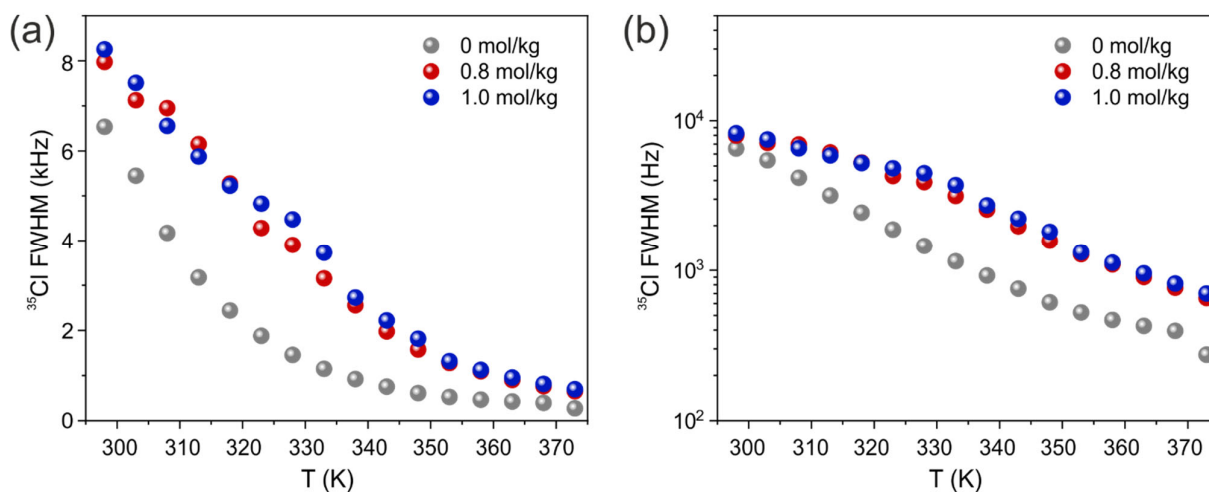 (a)
0 mol/kg
0.8 mol/kg
1.0 mol/kg
³⁵Cl FWHM (kHz)
8
6
4
2
0
300 310 320 330 340 350 360 370
T (K)
(b)
0 mol/kg
0.8 mol/kg
1.0 mol/kg
³⁵Cl FWHM (Hz)
10⁴
10³
10²
300 310 320 330 340 350 360 370
T (K)